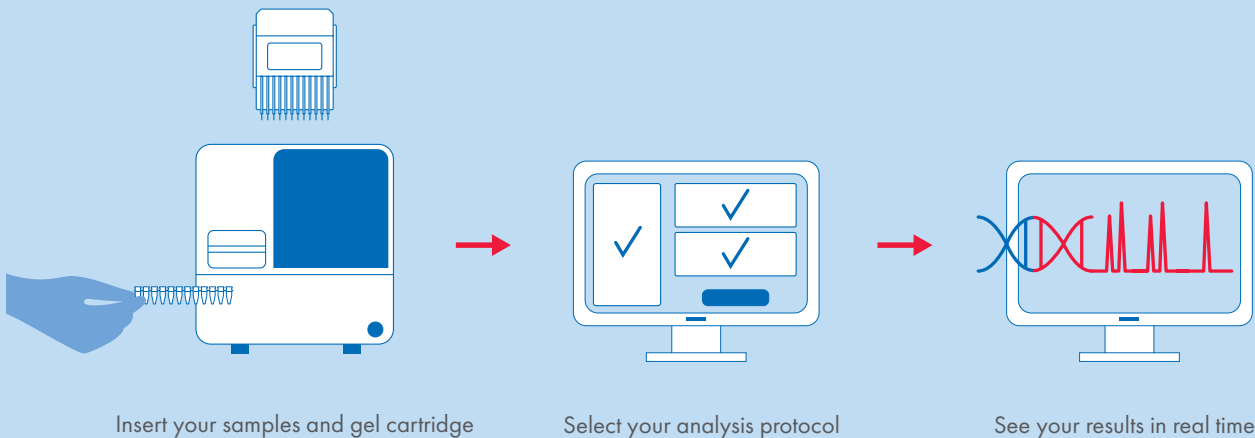 Insert your samples and gel cartridge
Select your analysis protocol
See your results in real time